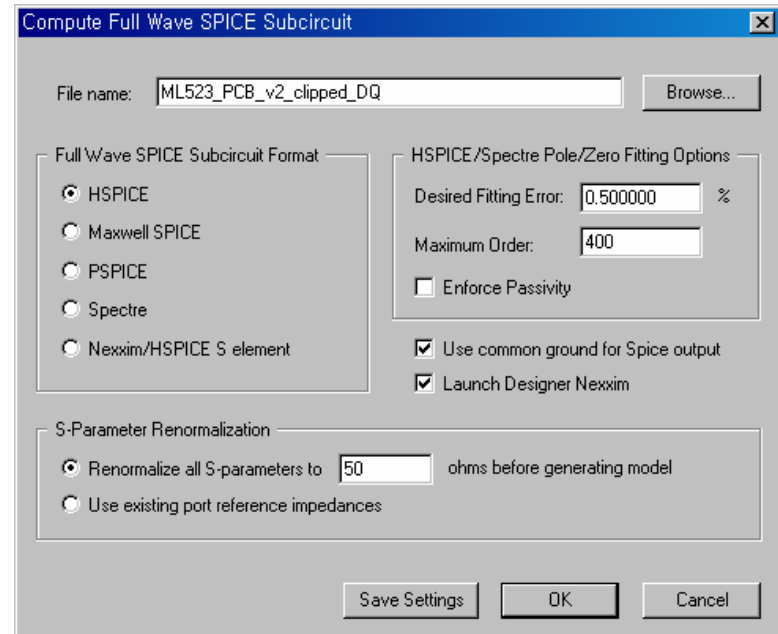 Compute Full Wave SPICE Subcircuit
File name: ML523_PCB_v2_clipped_DQ Browse...
Full Wave SPICE Subcircuit Format
HSPICE
Maxwell SPICE
PSPICE
Spectre
Nexxim/HSPICE S element
HSPICE/Spectre Pole/Zero Fitting Options
Desired Fitting Error: 0.500000 %
Maximum Order: 400
Enforce Passivity
Use common ground for Spice output
Launch Designer Nexxim
S-Parameter Renormalization
Renormalize all S-parameters to 50 ohms before generating model
Use existing port reference impedances
Save Settings OK Cancel